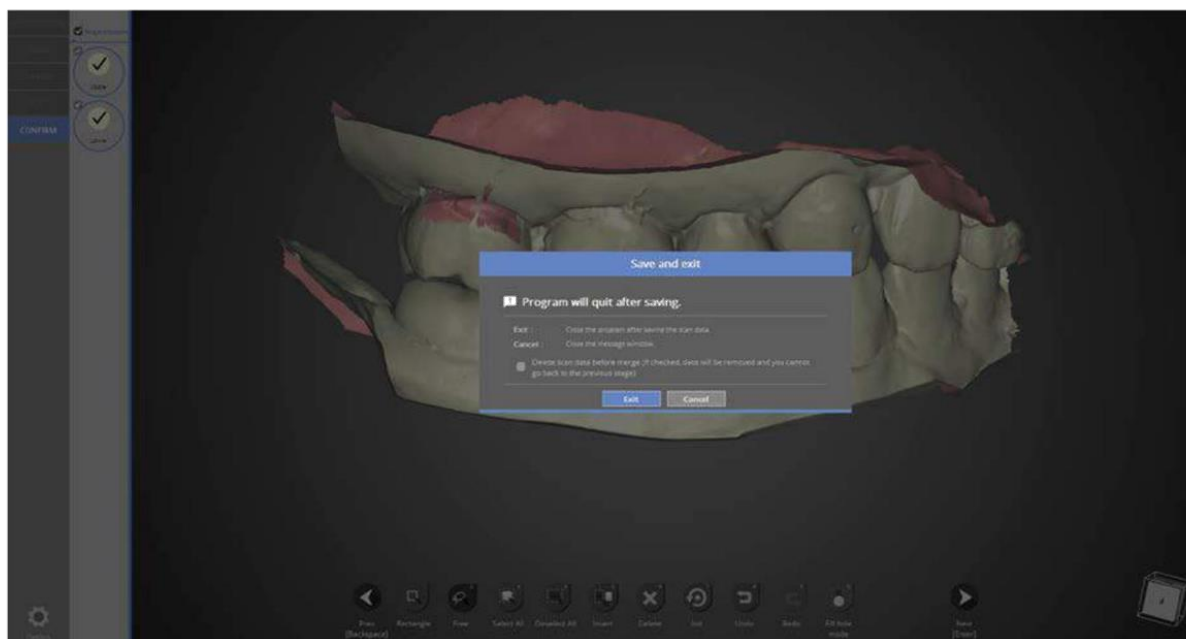 CONFIRM
Save and exit
Program will quit after saving.
Exit : Close the program after saving the scan data.
Cancel : Close the message window.
Delete scan data before merge (If checked, data will be removed and you cannot
go back to the previous stage)
Exit Cancel
Prev Rectangle Free Select All Deselect All Invert Delete Undo Redo Fill hole Next
[Backspace] mode [Enter]